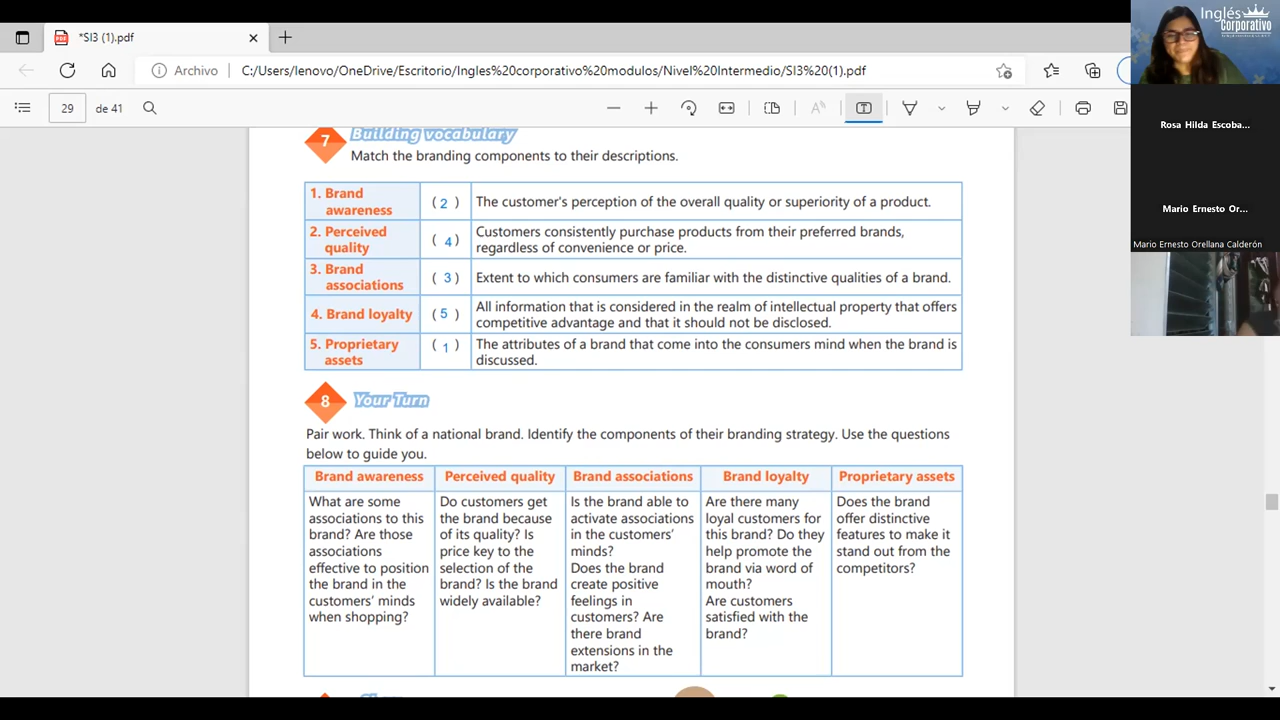 *SI3 (1).pdf
Archivo
C:/Users/lenovo/OneDrive/Escritorio/Ingles%20corporativo%20modulos/Nivel%20Intermedio/SI3%20(1).pdf
29
de 41
Inglés
Corporativo
Rosa Hilda Escoba...
Mario Ernesto Or...
Mario Ernesto Orellana Calderón
7
Building vocabulary
Match the branding components to their descriptions.
1. Brand
awareness
( 2 )
The customer's perception of the overall quality or superiority of a product.
2. Perceived
quality
( 4 )
Customers consistently purchase products from their preferred brands,
regardless of convenience or price.
3. Brand
associations
( 3 )
Extent to which consumers are familiar with the distinctive qualities of a brand.
4. Brand loyalty
( 5 )
All information that is considered in the realm of intellectual property that offers
competitive advantage and that it should not be disclosed.
5. Proprietary
assets
( 1 )
The attributes of a brand that come into the consumers mind when the brand is
discussed.
8
Your Turn
Pair work. Think of a national brand. Identify the components of their branding strategy. Use the questions
below to guide you.
Brand awareness
What are some
associations to this
brand? Are those
associations
effective to position
the brand in the
customers' minds
when shopping?
Perceived quality
Do customers get
the brand because
of its quality? Is
price key to the
selection of the
brand? Is the brand
widely available?
Brand associations
Is the brand able to
activate associations
in the customers'
minds?
Does the brand
create positive
feelings in
customers? Are
there brand
extensions in the
market?
Brand loyalty
Are there many
loyal customers for
this brand? Do they
help promote the
brand via word of
mouth?
Are customers
satisfied with the
brand?
Proprietary assets
Does the brand
offer distinctive
features to make it
stand out from the
competitors?